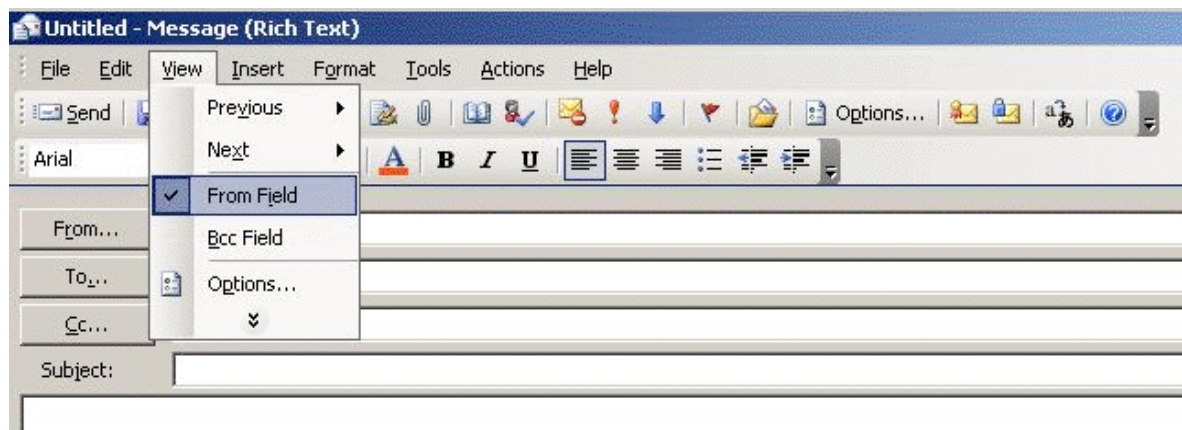 Untitled - Message (Rich Text)
File Edit View Insert Format Tools Actions Help
Send Previous Options...
Arial Next A B I U
From Field
From...
Bcc Field
To...
Options...
Cc...
Subject: